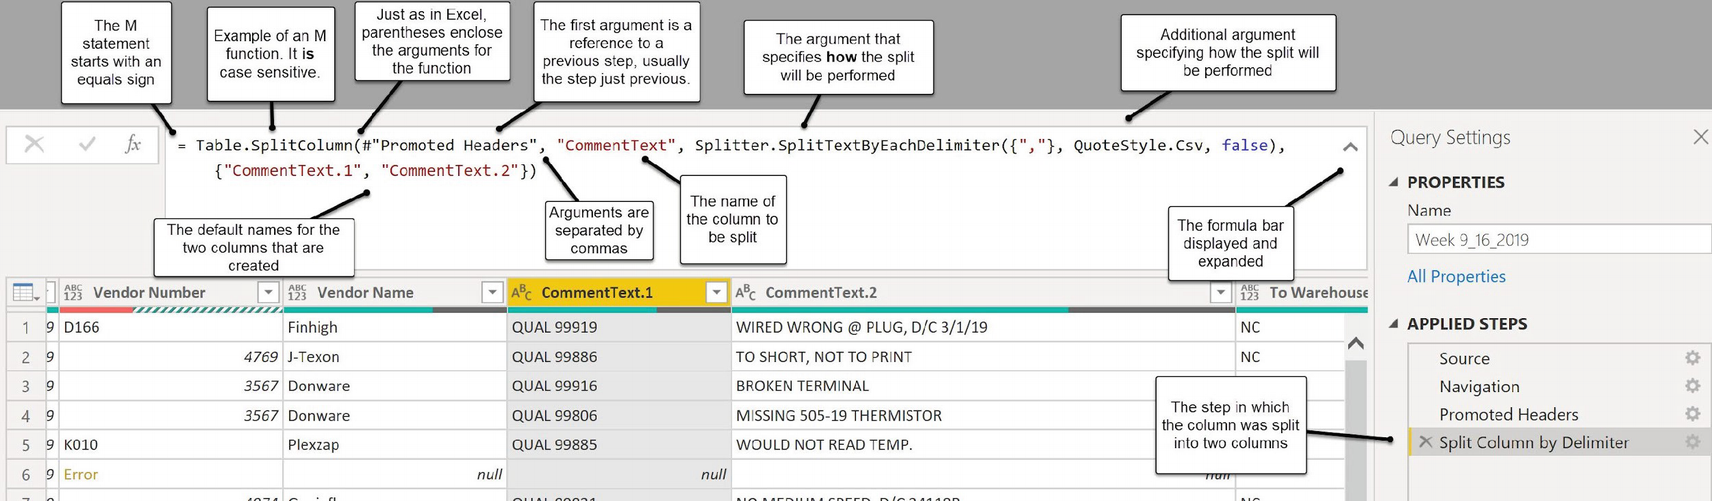 The M
statement
starts with an
equals sign
Example of an M
function. It is
case sensitive.
Just as in Excel,
parentheses enclose
the arguments for
the function
The first argument is a
reference to a
previous step, usually
the step just previous.
The argument that
specifies how the split
will be performed
Additional argument
specifying how the split will
be performed
fx
= Table.SplitColumn(#"Promoted Headers", "CommentText", Splitter.SplitTextByEachDelimiter({","}, QuoteStyle.Csv, false),
{"CommentText.1", "CommentText.2"})
The default names for the
two columns that are
created
Arguments are
separated by
commas
The name of
the column to
be split
The formula bar
displayed and
expanded
ABC 123 Vendor Number ABC 123 Vendor Name ABC CommentText.1 ABC CommentText.2 ABC 123 To Warehouse
1 9 D166 Finhigh QUAL 99919 WIRED WRONG @ PLUG, D/C 3/1/19 NC
2 9 4769 J-Texon QUAL 99886 TO SHORT, NOT TO PRINT NC
3 9 3567 Donware QUAL 99916 BROKEN TERMINAL
4 9 3567 Donware QUAL 99806 MISSING 505-19 THERMISTOR
5 9 K010 Plexzap QUAL 99885 WOULD NOT READ TEMP.
6 9 Error null null null
The step in which
the column was split
into two columns
Query Settings
PROPERTIES
Name
Week 9_16_2019
All Properties
APPLIED STEPS
Source
Navigation
Promoted Headers
Split Column by Delimiter